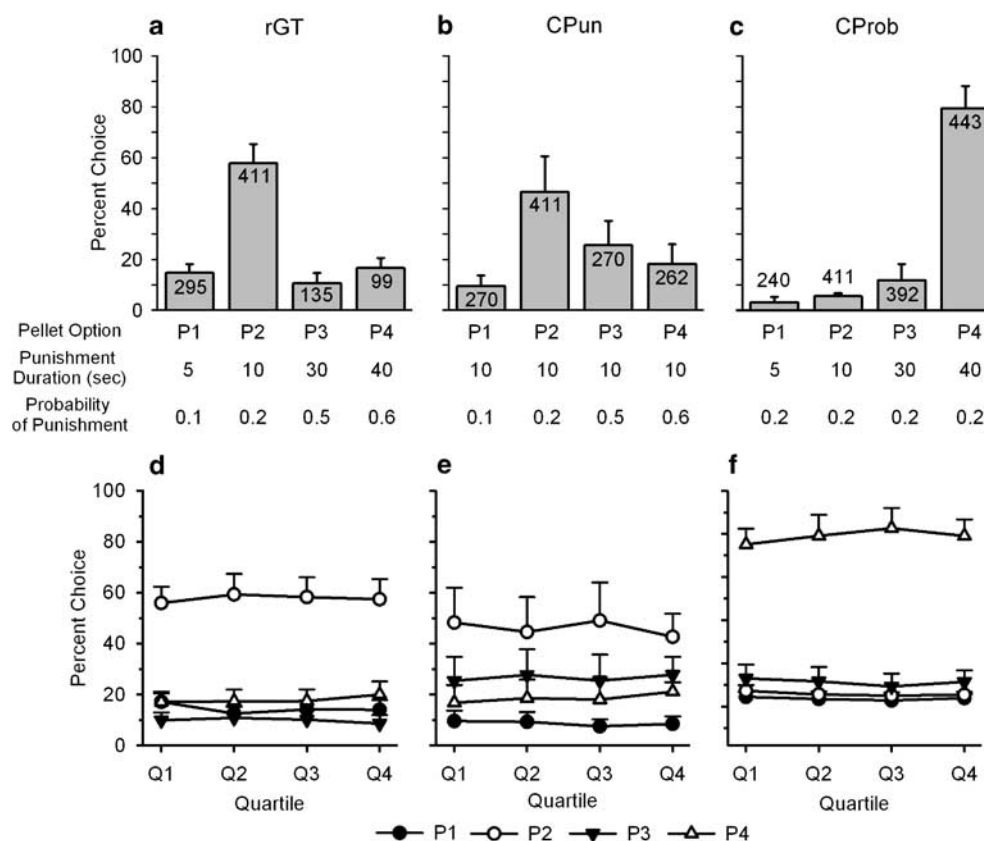 a rGT
b CPun
c CProb
Percent Choice
100
80
60
40
20
0
295
411
135
99
270
411
270
262
240
411
392
443
Pellet Option P1 P2 P3 P4 P1 P2 P3 P4 P1 P2 P3 P4
Punishment
Duration (sec) 5 10 30 40 10 10 10 10 5 10 30 40
Probability
of Punishment 0.1 0.2 0.5 0.6 0.1 0.2 0.5 0.6 0.2 0.2 0.2 0.2
d
e
f
Percent Choice
100
80
60
40
20
0
Q1 Q2 Q3 Q4 Q1 Q2 Q3 Q4 Q1 Q2 Q3 Q4
Quartile Quartile Quartile
P1 P2 P3 P4